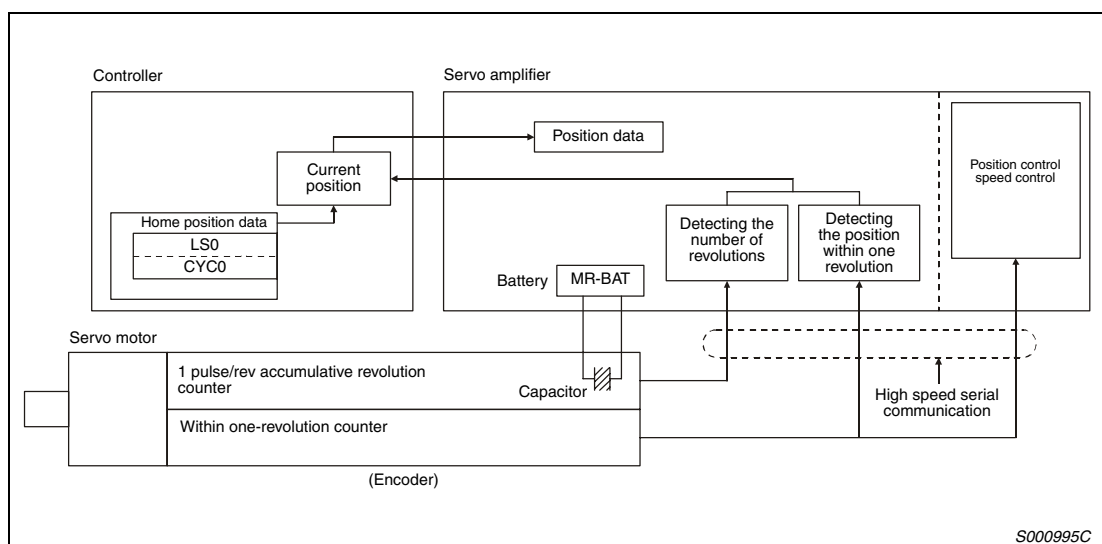 Controller
Servo amplifier
Position data
Current
position
Position control
speed control
Home position data
LS0
CYC0
Detecting the
number of
revolutions
Detecting
the position
within one
revolution
Battery
MR-BAT
Servo motor
1 pulse/rev accumulative revolution
counter
Capacitor
High speed serial
communication
Within one-revolution counter
(Encoder)
S000995C